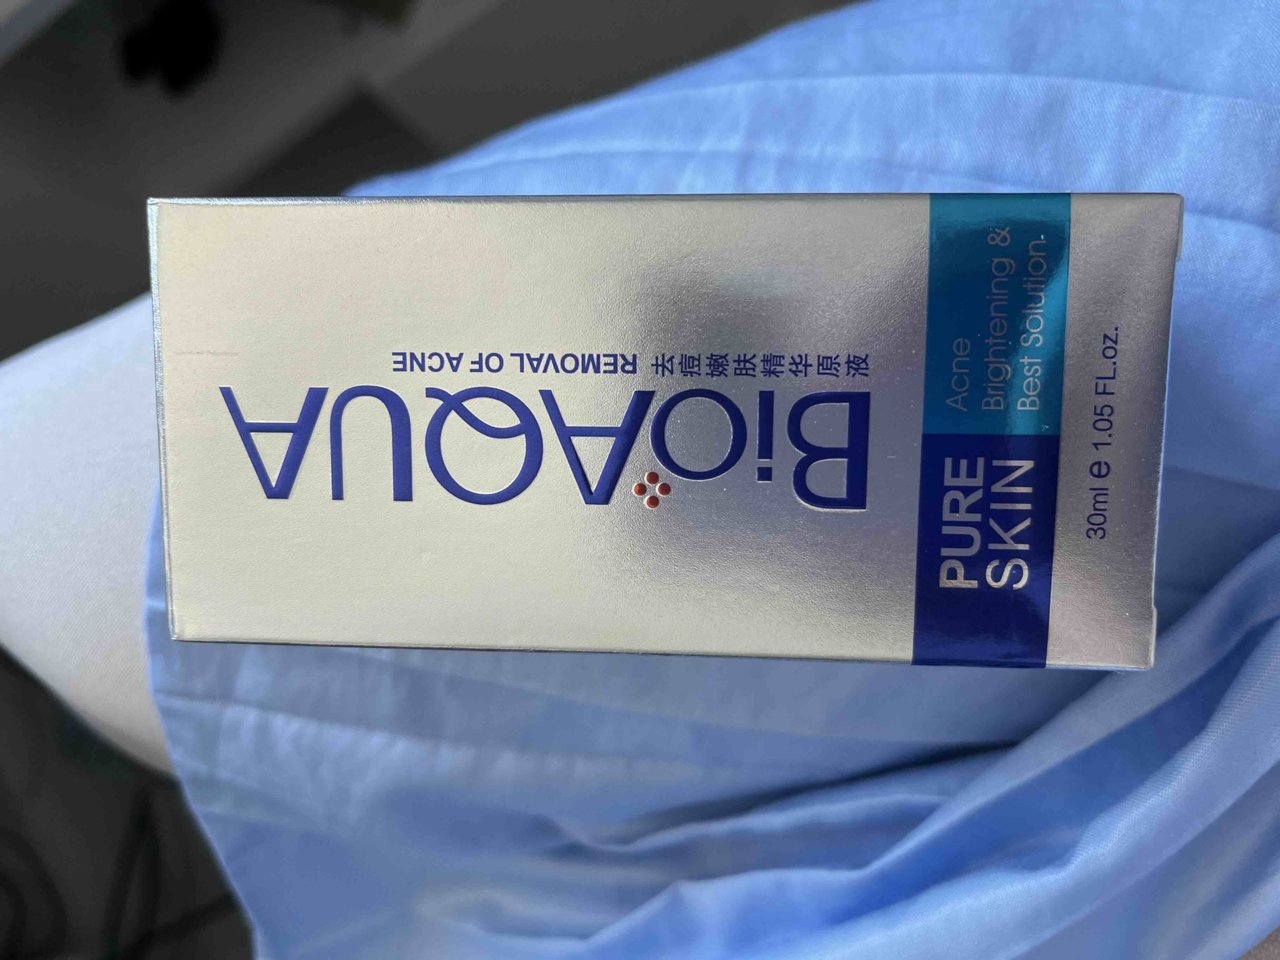 BIOAQUA
去痘嫩肤精华原液 REMOVAL OF ACNE
PURE
SKIN
Acne
Brightening &
Best Solution.
30ml e 1.05 FL.oz.